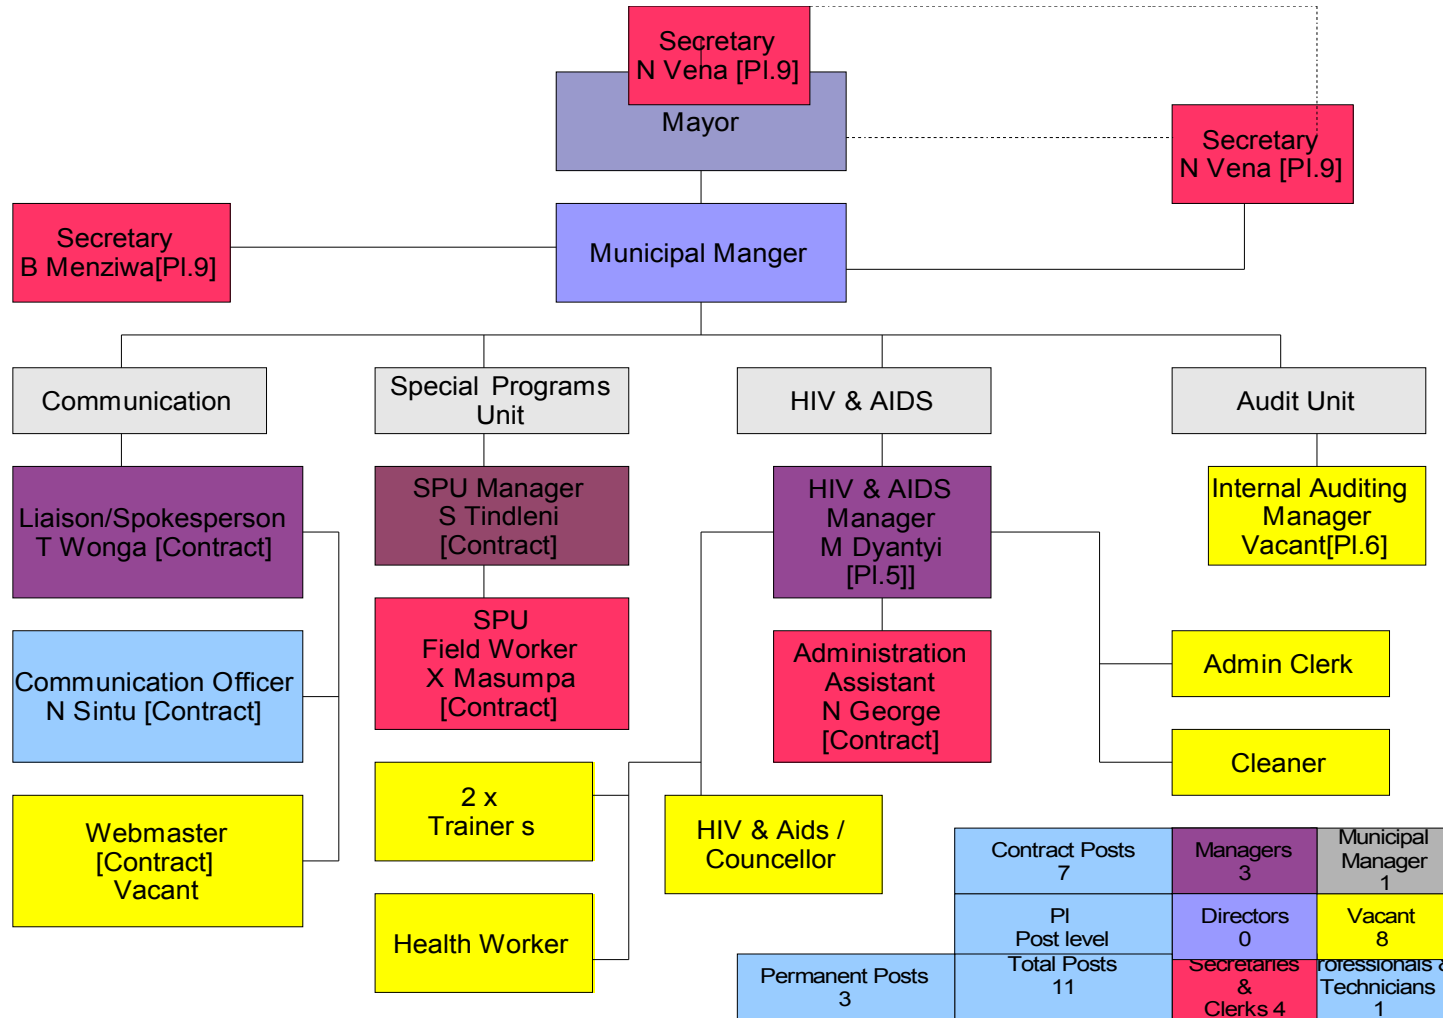 Secretary
N Vena [Pl.9]
Mayor
Secretary
N Vena [Pl.9]
Secretary
B Menziwa[Pl.9]
Municipal Manger
Communication
Special Programs
Unit
HIV & AIDS
Audit Unit
Liaison/Spokesperson
T Wonga [Contract]
SPU Manager
S Tindleni
[Contract]
HIV & AIDS
Manager
M Dyantyi
[Pl.5]]
Internal Auditing
Manager
Vacant[Pl.6]
Communication Officer
N Sintu [Contract]
SPU
Field Worker
X Masumpa
[Contract]
Administration
Assistant
N George
[Contract]
Admin Clerk
Cleaner
Webmaster
[Contract]
Vacant
2 x
Trainer s
HIV & Aids /
Councellor
Health Worker
Contract Posts
7
Managers
3
Municipal
Manager
1
Pl
Post level
Directors
0
Vacant
8
Permanent Posts
3
Total Posts
11
Secretaries
&
Clerks 4
rofessionals &
Technicians
1